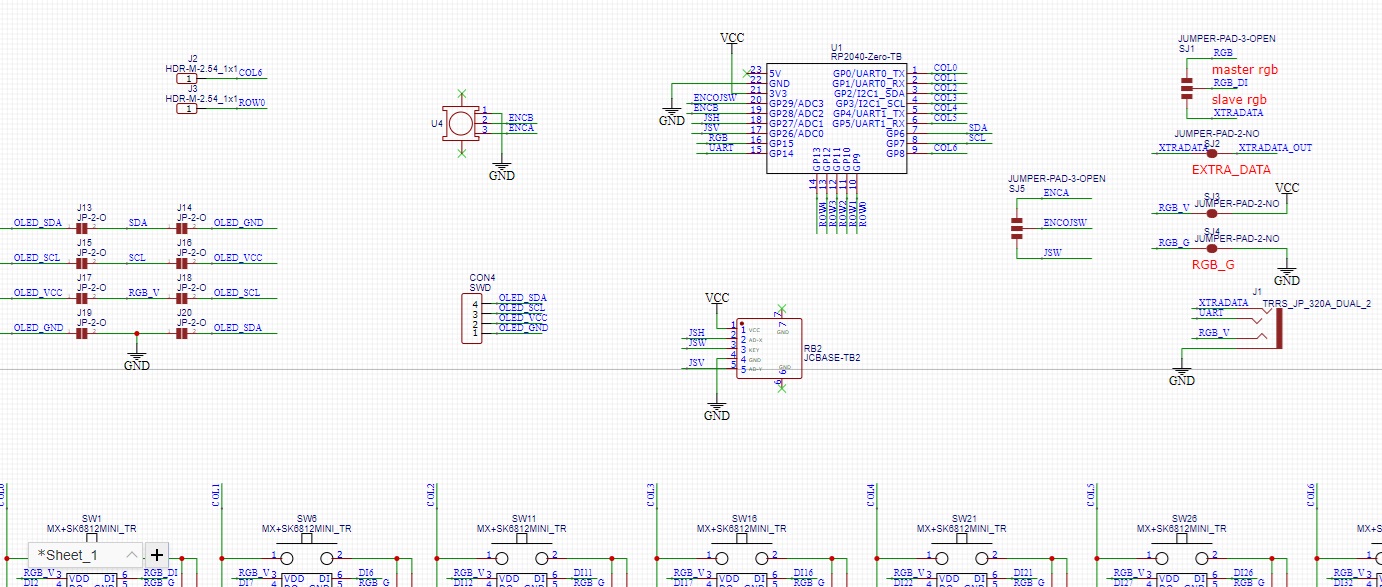 J2
HDR-M-2.54_1x1
1
COL6
J3
HDR-M-2.54_1x1
1
ROW0
U4
1
2
3
ENCB
ENCA
GND
VCC
U1
RP2040-Zero-TB
23 5V
22 GND
21 3V3
ENCOJSW 20 GP29/ADC3
ENCB 19 GP28/ADC2
JSH 18 GP27/ADC1
JSV 17 GP26/ADC0
RGB 16 GP15
UART 15 GP14
GND
GP0/UART0_TX 1 COL0
GP1/UART0_RX 2 COL1
GP2/I2C1_SDA 3 COL2
GP3/I2C1_SCL 4 COL3
GP4/UART1_TX 5 COL4
GP5/UART1_RX 6 COL5
GP6 7 SDA
GP7 8 SCL
GP8 9 COL6
GP13 GP12 GP11 GP10 GP9
14 13 12 11 10
ROW4 ROW3 ROW2 ROW1 ROW0
JUMPER-PAD-3-OPEN
SJ1
RGB
master rgb
RGB_DI
slave rgb
XTRADATA
JUMPER-PAD-2-NO
SJ2
XTRADATA
XTRADATA_OUT
EXTRA_DATA
SJ3
JUMPER-PAD-2-NO
RGB_V
VCC
SJ4
JUMPER-PAD-2-NO
RGB_G
RGB_G
GND
JUMPER-PAD-3-OPEN
SJ5
ENCA
ENCOJSW
JSW
J1
TRRS_JP_320A_DUAL_2
XTRADATA
UART
RGB_V
GND
J13
JP-2-O
OLED_SDA
SDA
J14
JP-2-O
OLED_GND
J15
JP-2-O
OLED_SCL
SCL
J16
JP-2-O
OLED_VCC
J17
JP-2-O
OLED_VCC
RGB_V
J18
JP-2-O
OLED_SCL
J19
JP-2-O
OLED_GND
J20
JP-2-O
OLED_SDA
GND
CON4
SWD
4 OLED_SDA
3 OLED_SCL
2 OLED_VCC
1 OLED_GND
VCC
1 1 VCC
JSH 2 2 AD-X
JSW 3 3 KEY
4 4 GND
JSV 5 5 AD-Y
7 7 GND
6 6 GND
RB2
JCBASE-TB2
GND
COL0
COL1
COL2
COL3
COL4
COL5
COL6
SW1
MX+SK6812MINI_TR
SW6
MX+SK6812MINI_TR
SW11
MX+SK6812MINI_TR
SW16
MX+SK6812MINI_TR
SW21
MX+SK6812MINI_TR
SW26
MX+SK6812MINI_TR
MX+S
*Sheet_1
+
1 2
1 2
1 2
1 2
1 2
RGB_V 3 VDD DI 6 RGB_DI
RGB_V 3 VDD DI 6 DI6
RGB_V 3 VDD DI 6 DI11
RGB_V 3 VDD DI 6 DI16
RGB_V 3 VDD DI 6 DI21
RGB_V 3 VDD DI 6 DI26
RGB_V 3
DI2 RGB_G
DI7 RGB_G
DI12 RGB_G
DI17 RGB_G
DI22 RGB_G
DI27 RGB_G
DI32